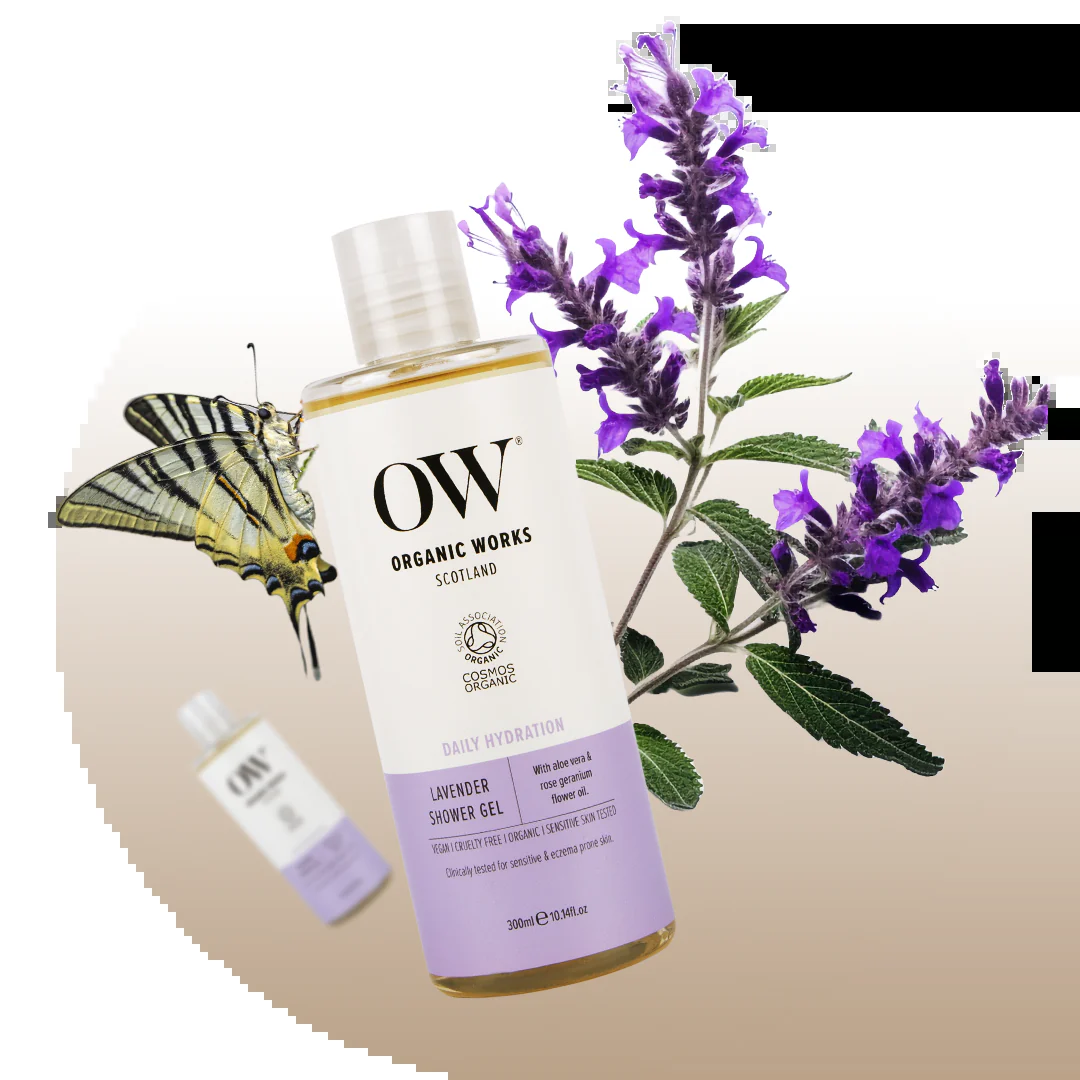 OW®
ORGANIC WORKS
SCOTLAND
SOIL ASSOCIATION
ORGANIC
COSMOS
ORGANIC
DAILY HYDRATION
LAVENDER
SHOWER GEL
With aloe vera &
rose geranium
flower oil.
VEGAN | CRUELTY FREE | ORGANIC | SENSITIVE SKIN TESTED
Clinically tested for sensitive & eczema prone skin.
300ml e 10.14fl.oz
OW